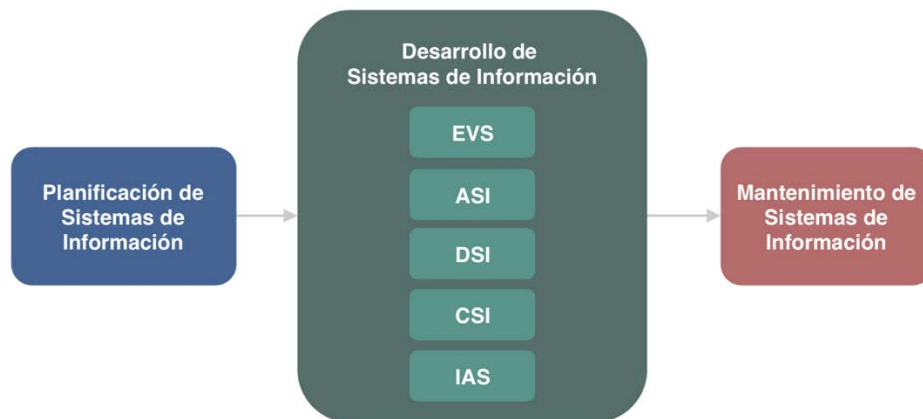 Desarrollo de
Sistemas de Información
EVS
ASI
DSI
CSI
IAS
Planificación de
Sistemas de
Información
Mantenimiento de
Sistemas de
Información